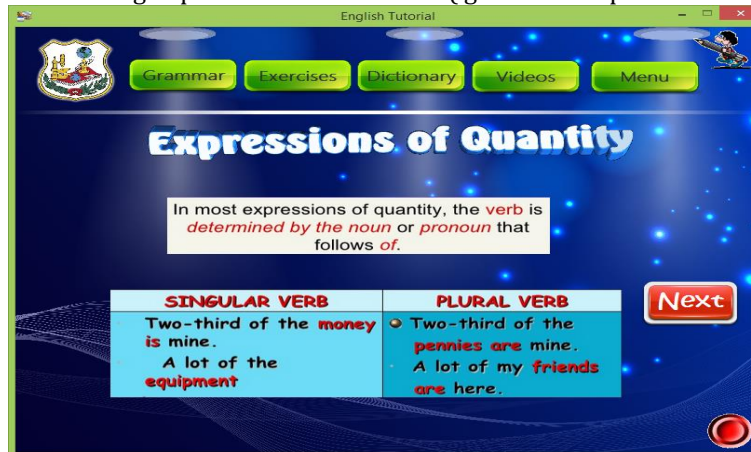 English Tutorial
Grammar Exercises Dictionary Videos Menu
Expressions of Quantity
In most expressions of quantity, the verb is
determined by the noun or pronoun that
follows of.
SINGULAR VERB
Two-third of the money
is mine.
A lot of the
equipment
PLURAL VERB
Two-third of the
pennies are mine.
A lot of my friends
are here.
Next